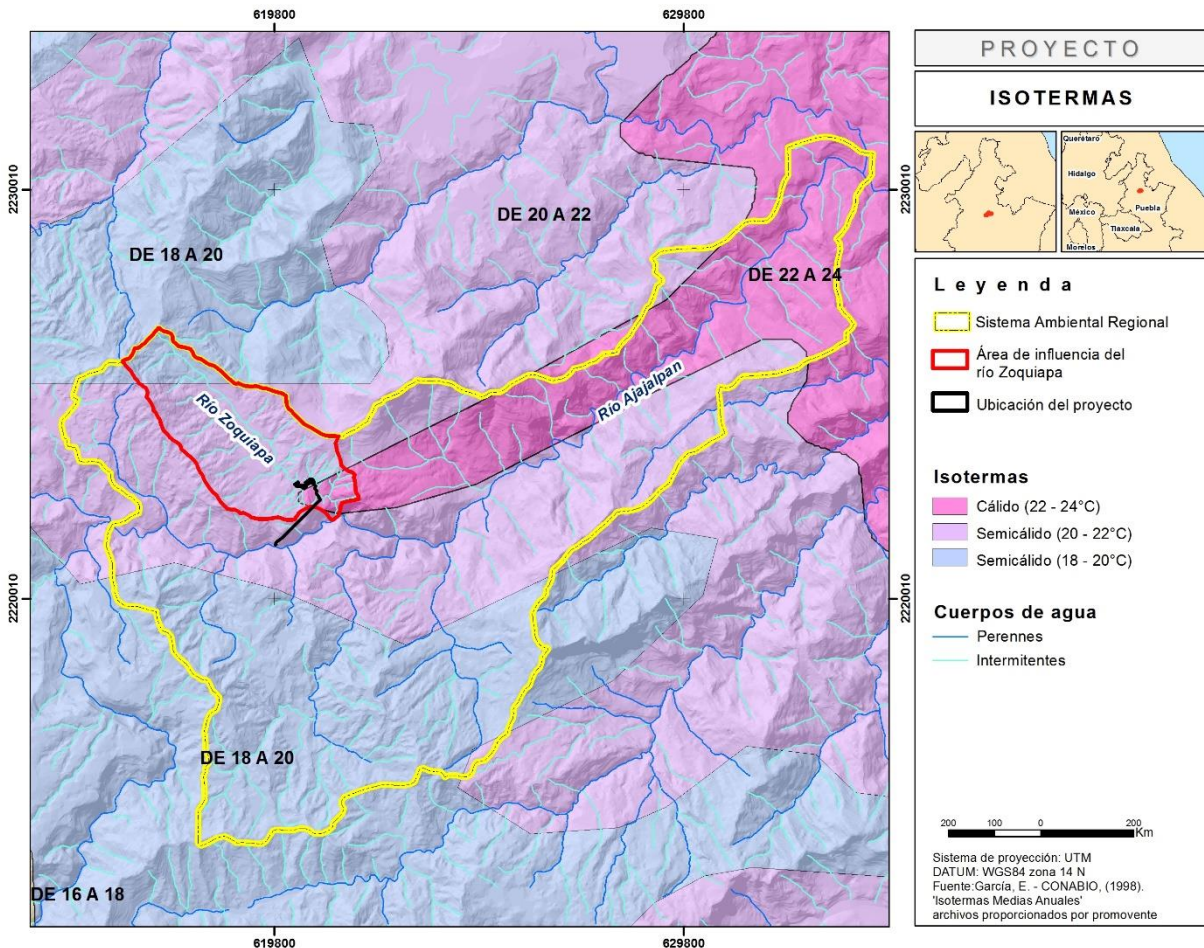 619800
629800
2230010
2230010
2220010
2220010
619800
629800
DE 20 A 22
DE 18 A 20
DE 22 A 24
Río Zoquiapa
Río Ajajalpan
DE 18 A 20
DE 16 A 18
PROYECTO
ISOTERMAS
Querétaro
Hidalgo
México
Puebla
Tlaxcala
Morelos
Leyenda
Sistema Ambiental Regional
Área de influencia del
río Zoquiapa
Ubicación del proyecto
Isotermas
Cálido (22 - 24°C)
Semicálido (20 - 22°C)
Semicálido (18 - 20°C)
Cuerpos de agua
Perennes
Intermitentes
200 100 0 200
Km
Sistema de proyección: UTM
DATUM: WGS84 zona 14 N
Fuente:García, E. - CONABIO, (1998).
'Isotermas Medias Anuales'
archivos proporcionados por promovente